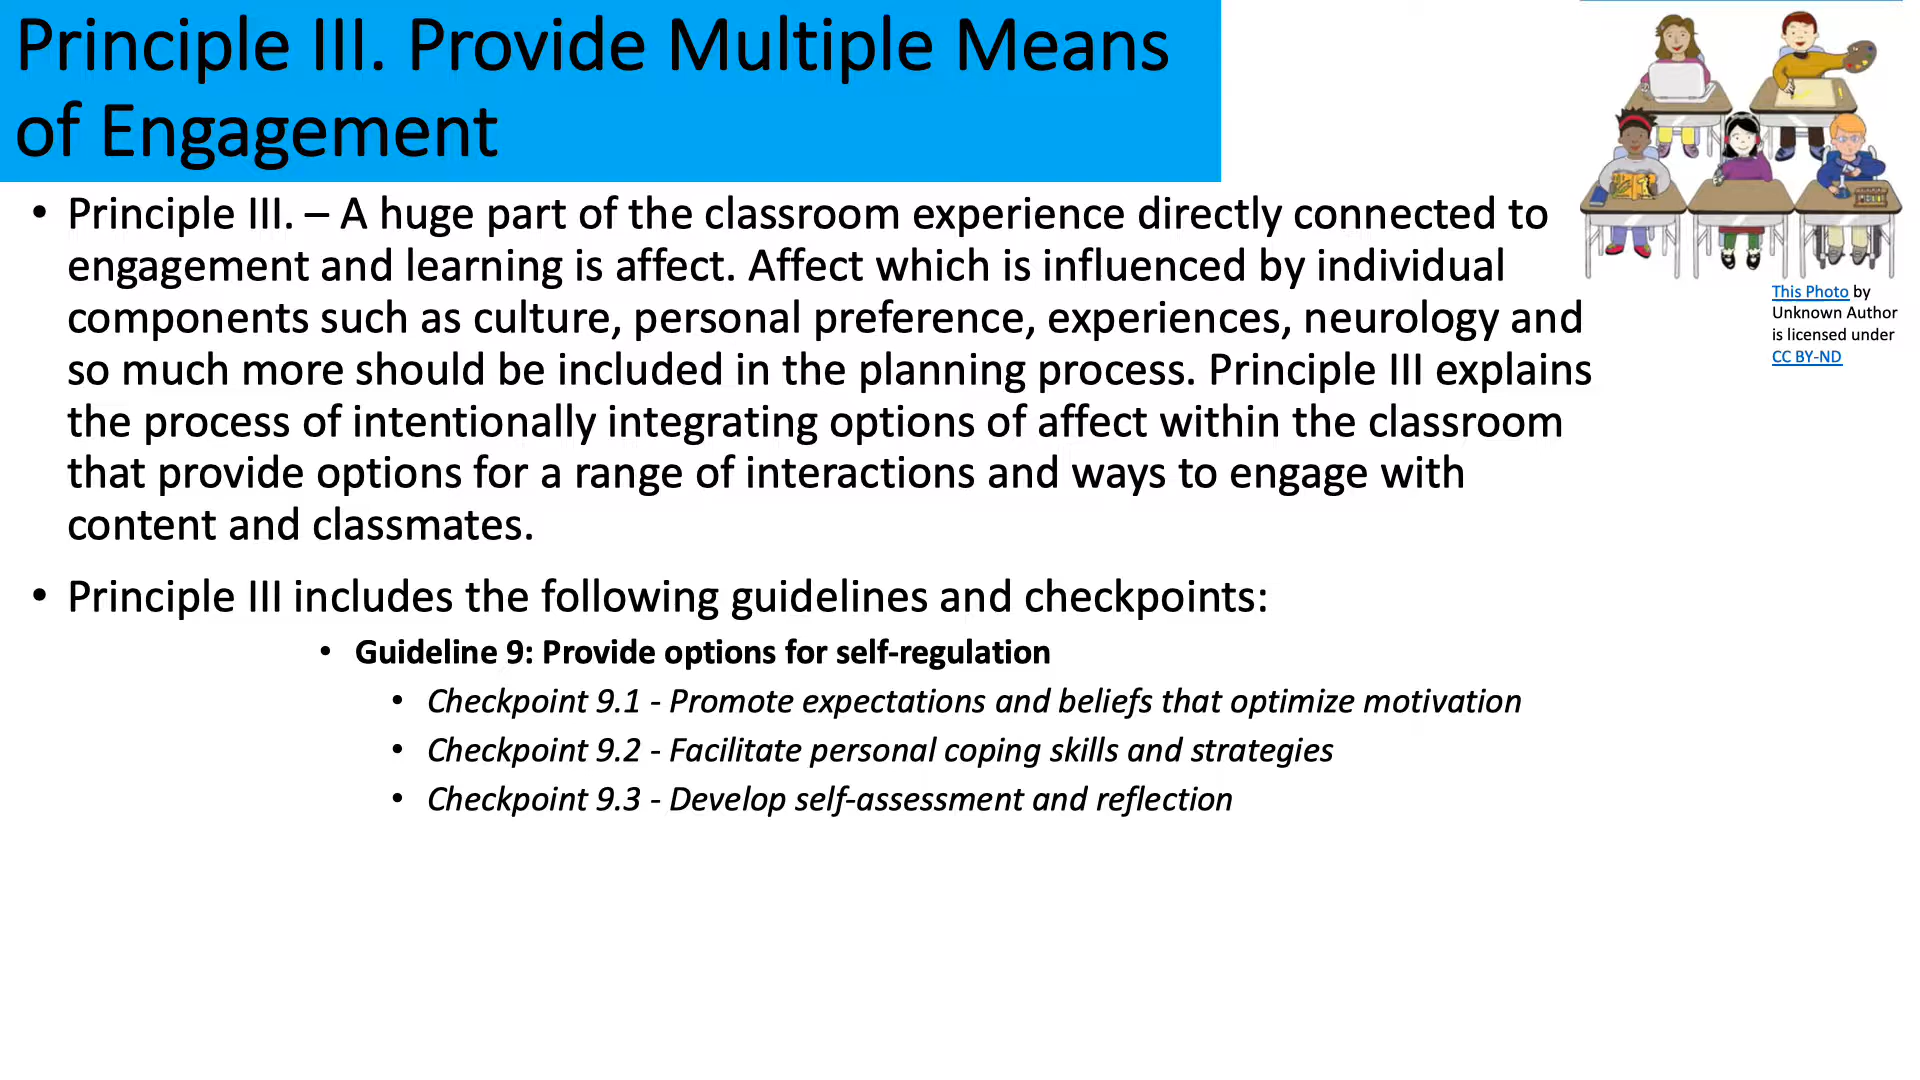 Principle III. Provide Multiple Means
of Engagement
• Principle III. – A huge part of the classroom experience directly connected to
engagement and learning is affect. Affect which is influenced by individual
components such as culture, personal preference, experiences, neurology and
so much more should be included in the planning process. Principle III explains
the process of intentionally integrating options of affect within the classroom
that provide options for a range of interactions and ways to engage with
content and classmates.
This Photo by
Unknown Author
is licensed under
CC BY-ND
• Principle III includes the following guidelines and checkpoints:
• Guideline 9: Provide options for self-regulation
• Checkpoint 9.1 - Promote expectations and beliefs that optimize motivation
• Checkpoint 9.2 - Facilitate personal coping skills and strategies
• Checkpoint 9.3 - Develop self-assessment and reflection